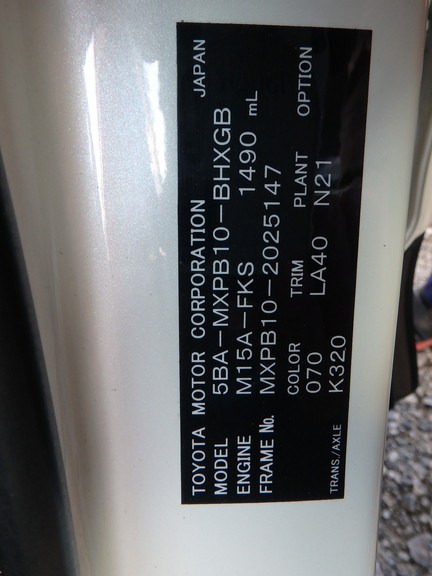 TOYOTA MOTOR CORPORATION JAPAN
MODEL 5BA-MXPB10-BHXGB
ENGINE M15A-FKS 1490 mL
FRAME No. MXPB10-2025147
COLOR TRIM PLANT OPTION
070 LA40 N21
TRANS./AXLE K320